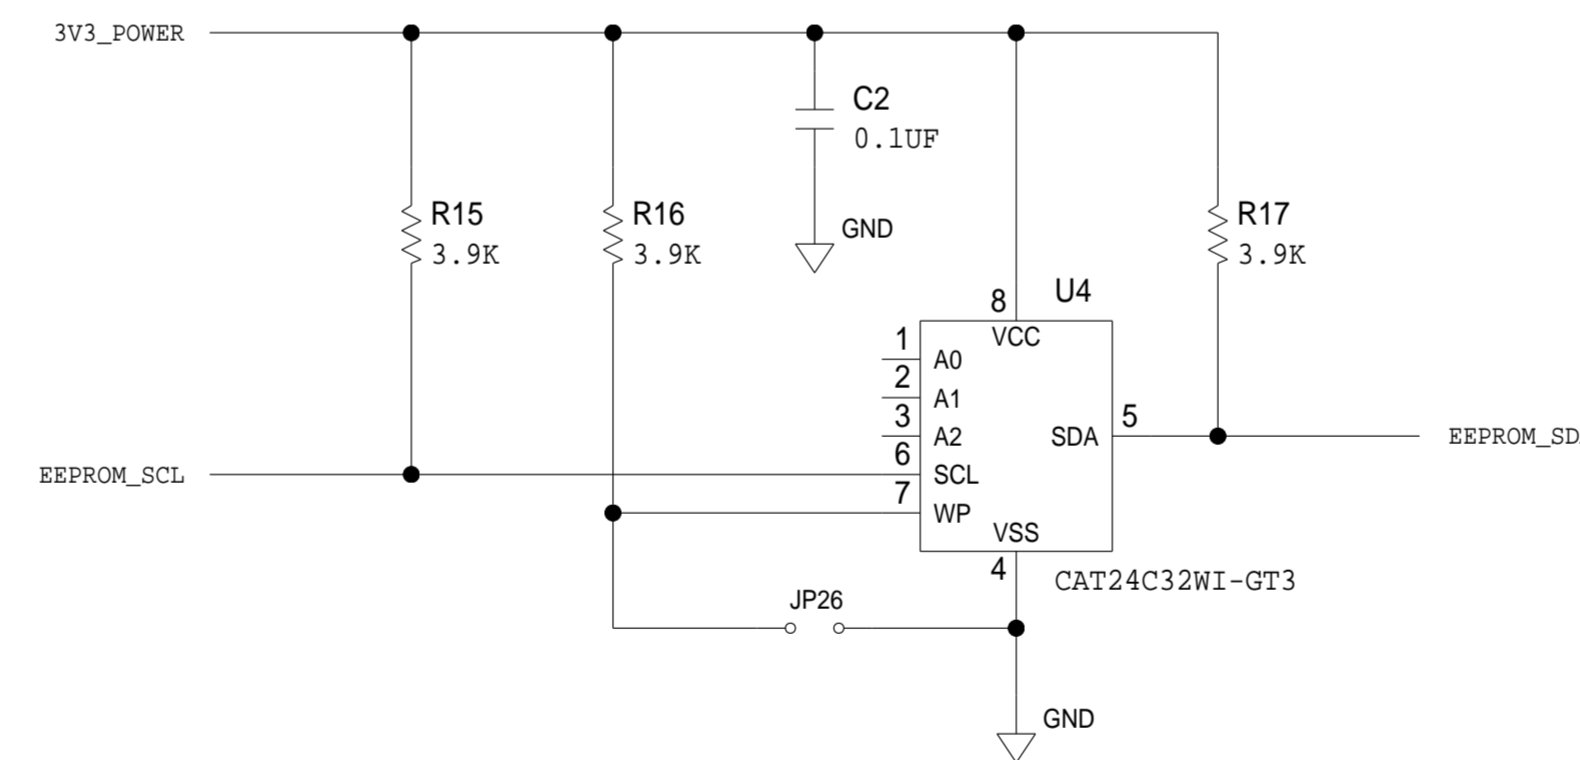 3V3_POWER
C2
0.1UF
R15
3.9K
R16
3.9K
GND
R17
3.9K
8
U4
VCC
1
A0
2
A1
3
A2
6
SCL
7
WP
SDA
5
VSS
4
EEPROM_SCL
EEPROM_SD
CAT24C32WI-GT3
JP26
GND